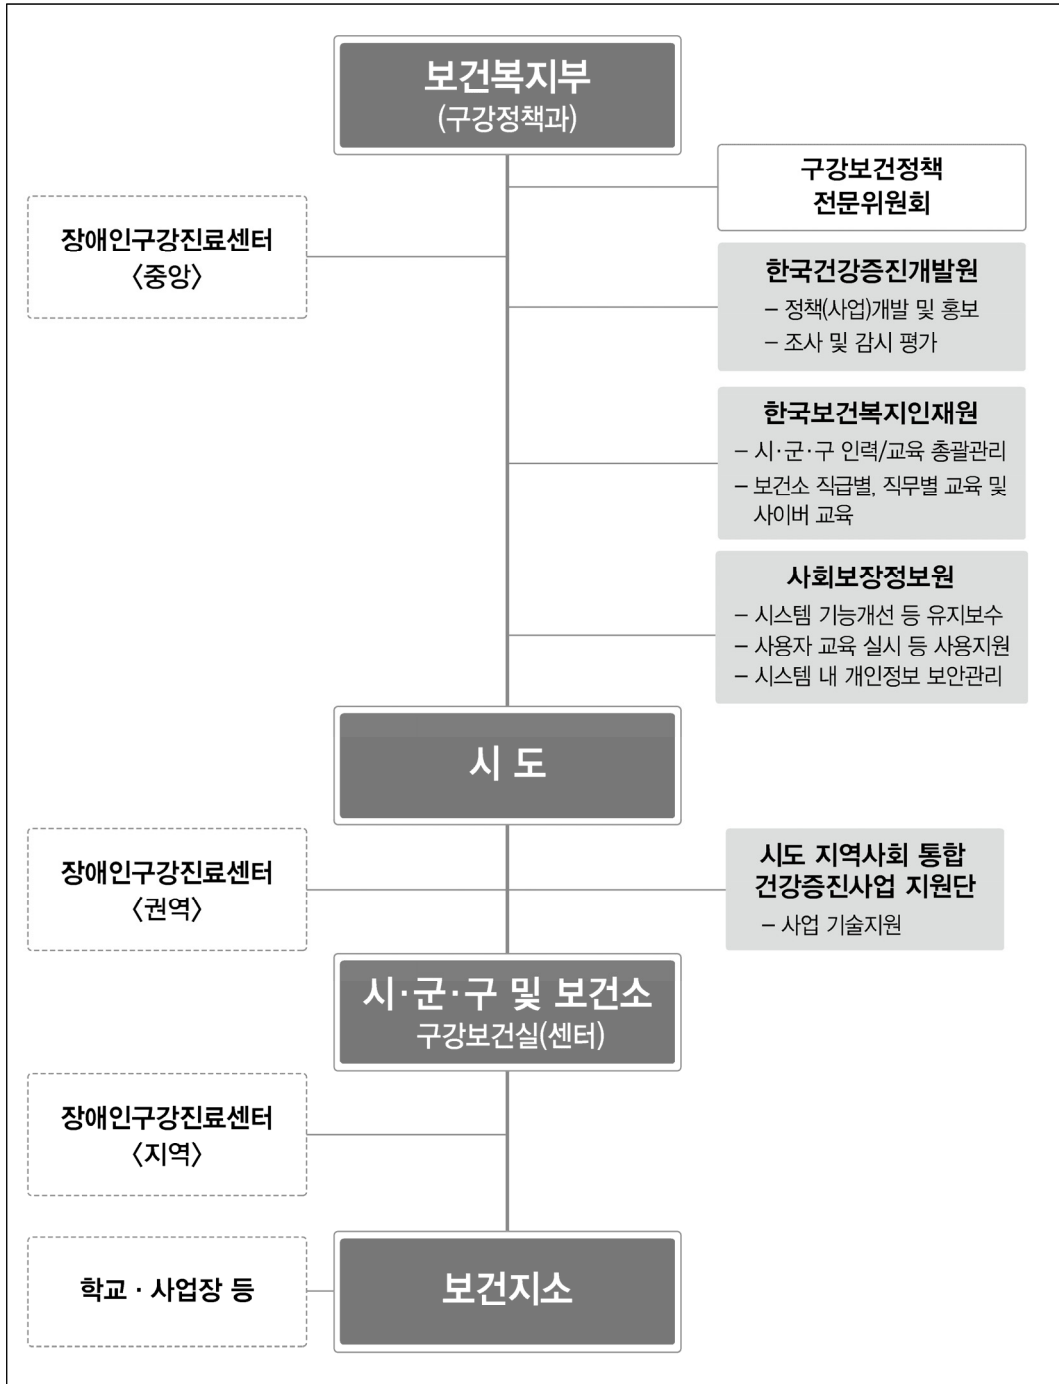 보건복지부
(구강정책과)
구강보건정책
전문위원회
장애인구강진료센터
〈중앙〉
한국건강증진개발원
– 정책(사업)개발 및 홍보
– 조사 및 감시 평가
한국보건복지인재원
– 시·군·구 인력/교육 총괄관리
– 보건소 직급별, 직무별 교육 및
사이버 교육
사회보장정보원
– 시스템 기능개선 등 유지보수
– 사용자 교육 실시 등 사용지원
– 시스템 내 개인정보 보안관리
시 도
장애인구강진료센터
〈권역〉
시도 지역사회 통합
건강증진사업 지원단
– 사업 기술지원
시·군·구 및 보건소
구강보건실(센터)
장애인구강진료센터
〈지역〉
학교 · 사업장 등
보건지소